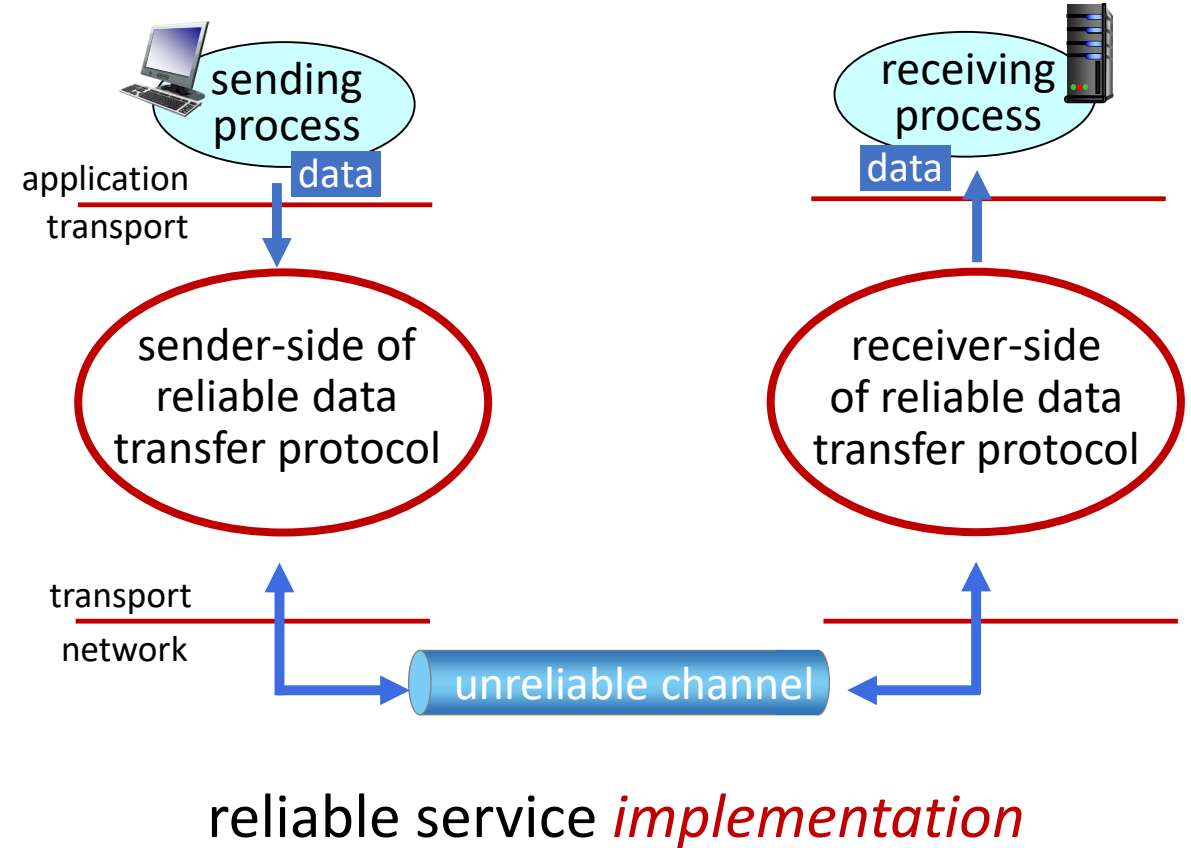 sending
process
data
application
transport
receiving
process
data
sender-side of
reliable data
transfer protocol
receiver-side
of reliable data
transfer protocol
transport
network
unreliable channel
reliable service implementation